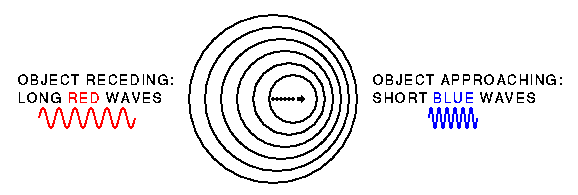 OBJECT RECEDING:
LONG RED WAVES
OBJECT APPROACHING:
SHORT BLUE WAVES